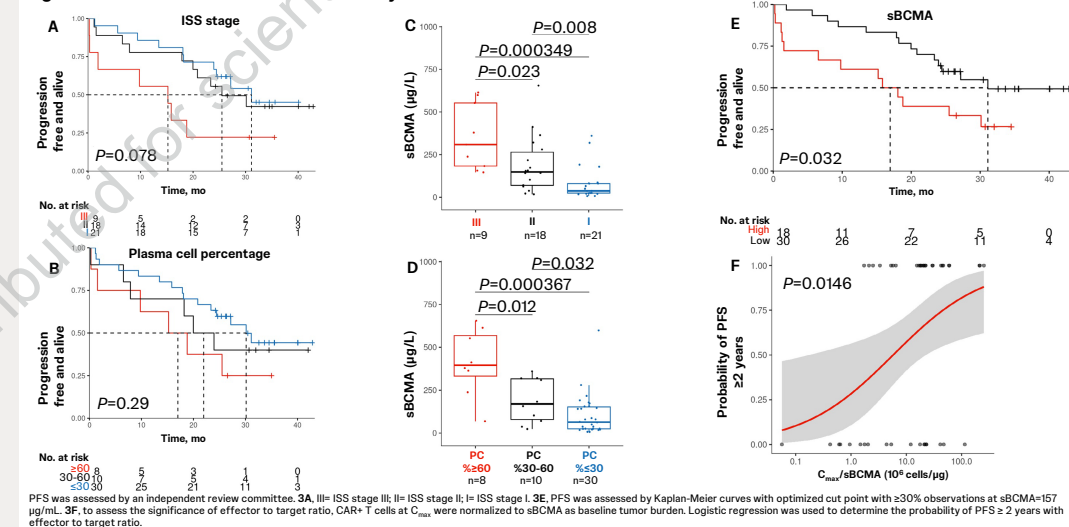 A
ISS stage
1.00
0.75
0.50
0.25
0.00
Progression
free and alive
P=0.078
0 10 20 30 40
Time, mo
No. at risk
III 9 5 2 2 0
II 18 14 12 7 3
I 21 18 15 7 1
B
Plasma cell percentage
1.00
0.75
0.50
0.25
0.00
Progression
free and alive
P=0.29
0 10 20 30 40
Time, mo
No. at risk
≥60 8 5 3 1 0
30-60 10 7 5 4 1
≤30 30 25 21 11 3
C
P=0.008
P=0.000349
P=0.023
1000
750
500
250
0
sBCMA (µg/L)
III II I
n=9 n=18 n=21
D
P=0.032
P=0.000367
P=0.012
1000
750
500
250
0
sBCMA (µg/L)
PC PC PC
%≥60 %30-60 %≤30
n=8 n=10 n=30
E
sBCMA
1.00
0.75
0.50
0.25
0.00
Progression
free and alive
P=0.032
0 10 20 30 40
Time, mo
No. at risk
High 18 11 7 5 0
Low 30 26 22 11 4
F
P=0.0146
1.00
0.75
0.50
0.25
0.00
Probability of PFS
≥2 years
0.1 1.0 10.0 100.0
Cmax/sBCMA (10⁶ cells/µg)
PFS was assessed by an independent review committee. 3A, III= ISS stage III; II= ISS stage II; I= ISS stage I. 3E, PFS was assessed by Kaplan-Meier curves with optimized cut point with ≥30% observations at sBCMA=157
µg/mL. 3F, to assess the significance of effector to target ratio, CAR+ T cells at Cmax were normalized to sBCMA as baseline tumor burden. Logistic regression was used to determine the probability of PFS ≥ 2 years with
effector to target ratio.
ibuted for scien